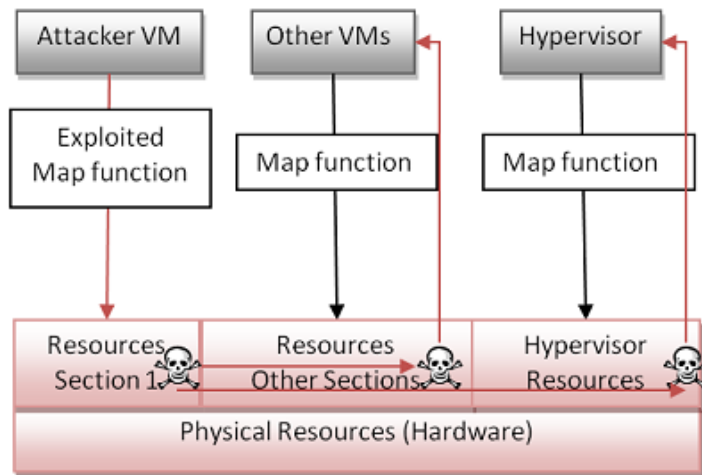 Attacker VM
Other VMs
Hypervisor
Exploited
Map function
Map function
Map function
Resources
Section 1
Resources
Other Sections
Hypervisor
Resources
Physical Resources (Hardware)